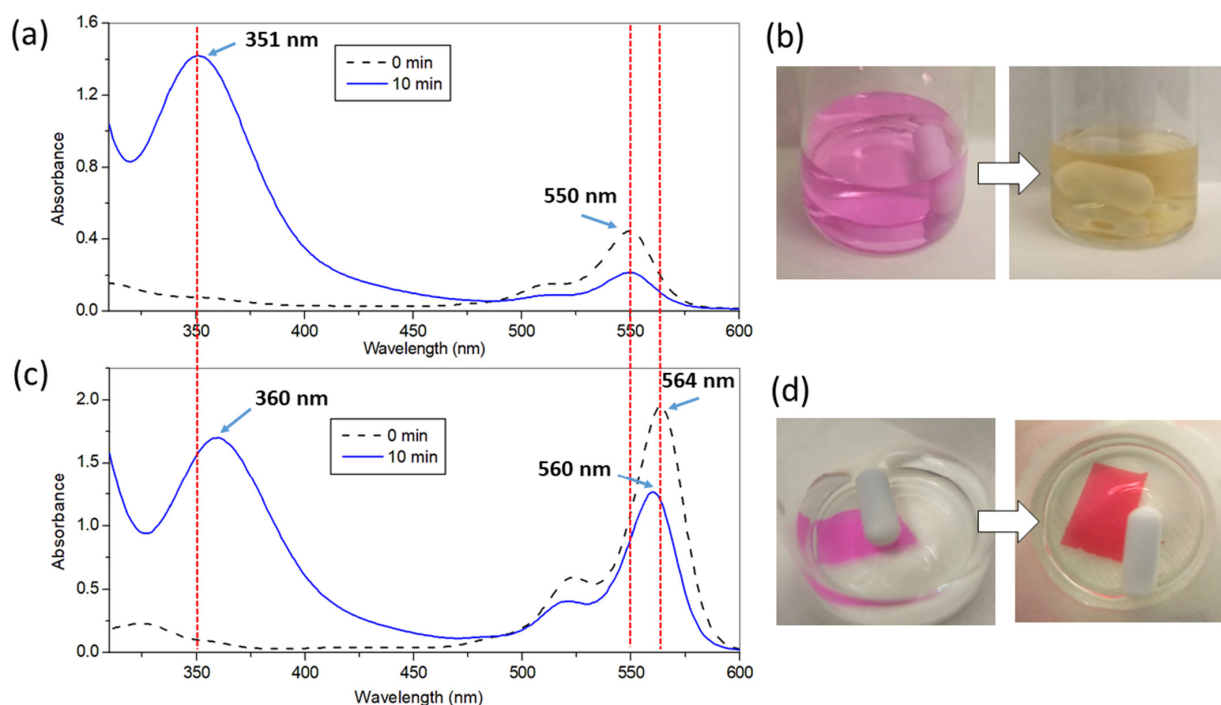 (a)
1.6
1.2
0.8
0.4
0.0
Absorbance
351 nm
0 min
10 min
550 nm
350
400
450
500
550
600
Wavelength (nm)
(b)
(c)
2.0
1.5
1.0
0.5
0.0
Absorbance
360 nm
0 min
10 min
564 nm
560 nm
350
400
450
500
550
600
Wavelength (nm)
(d)